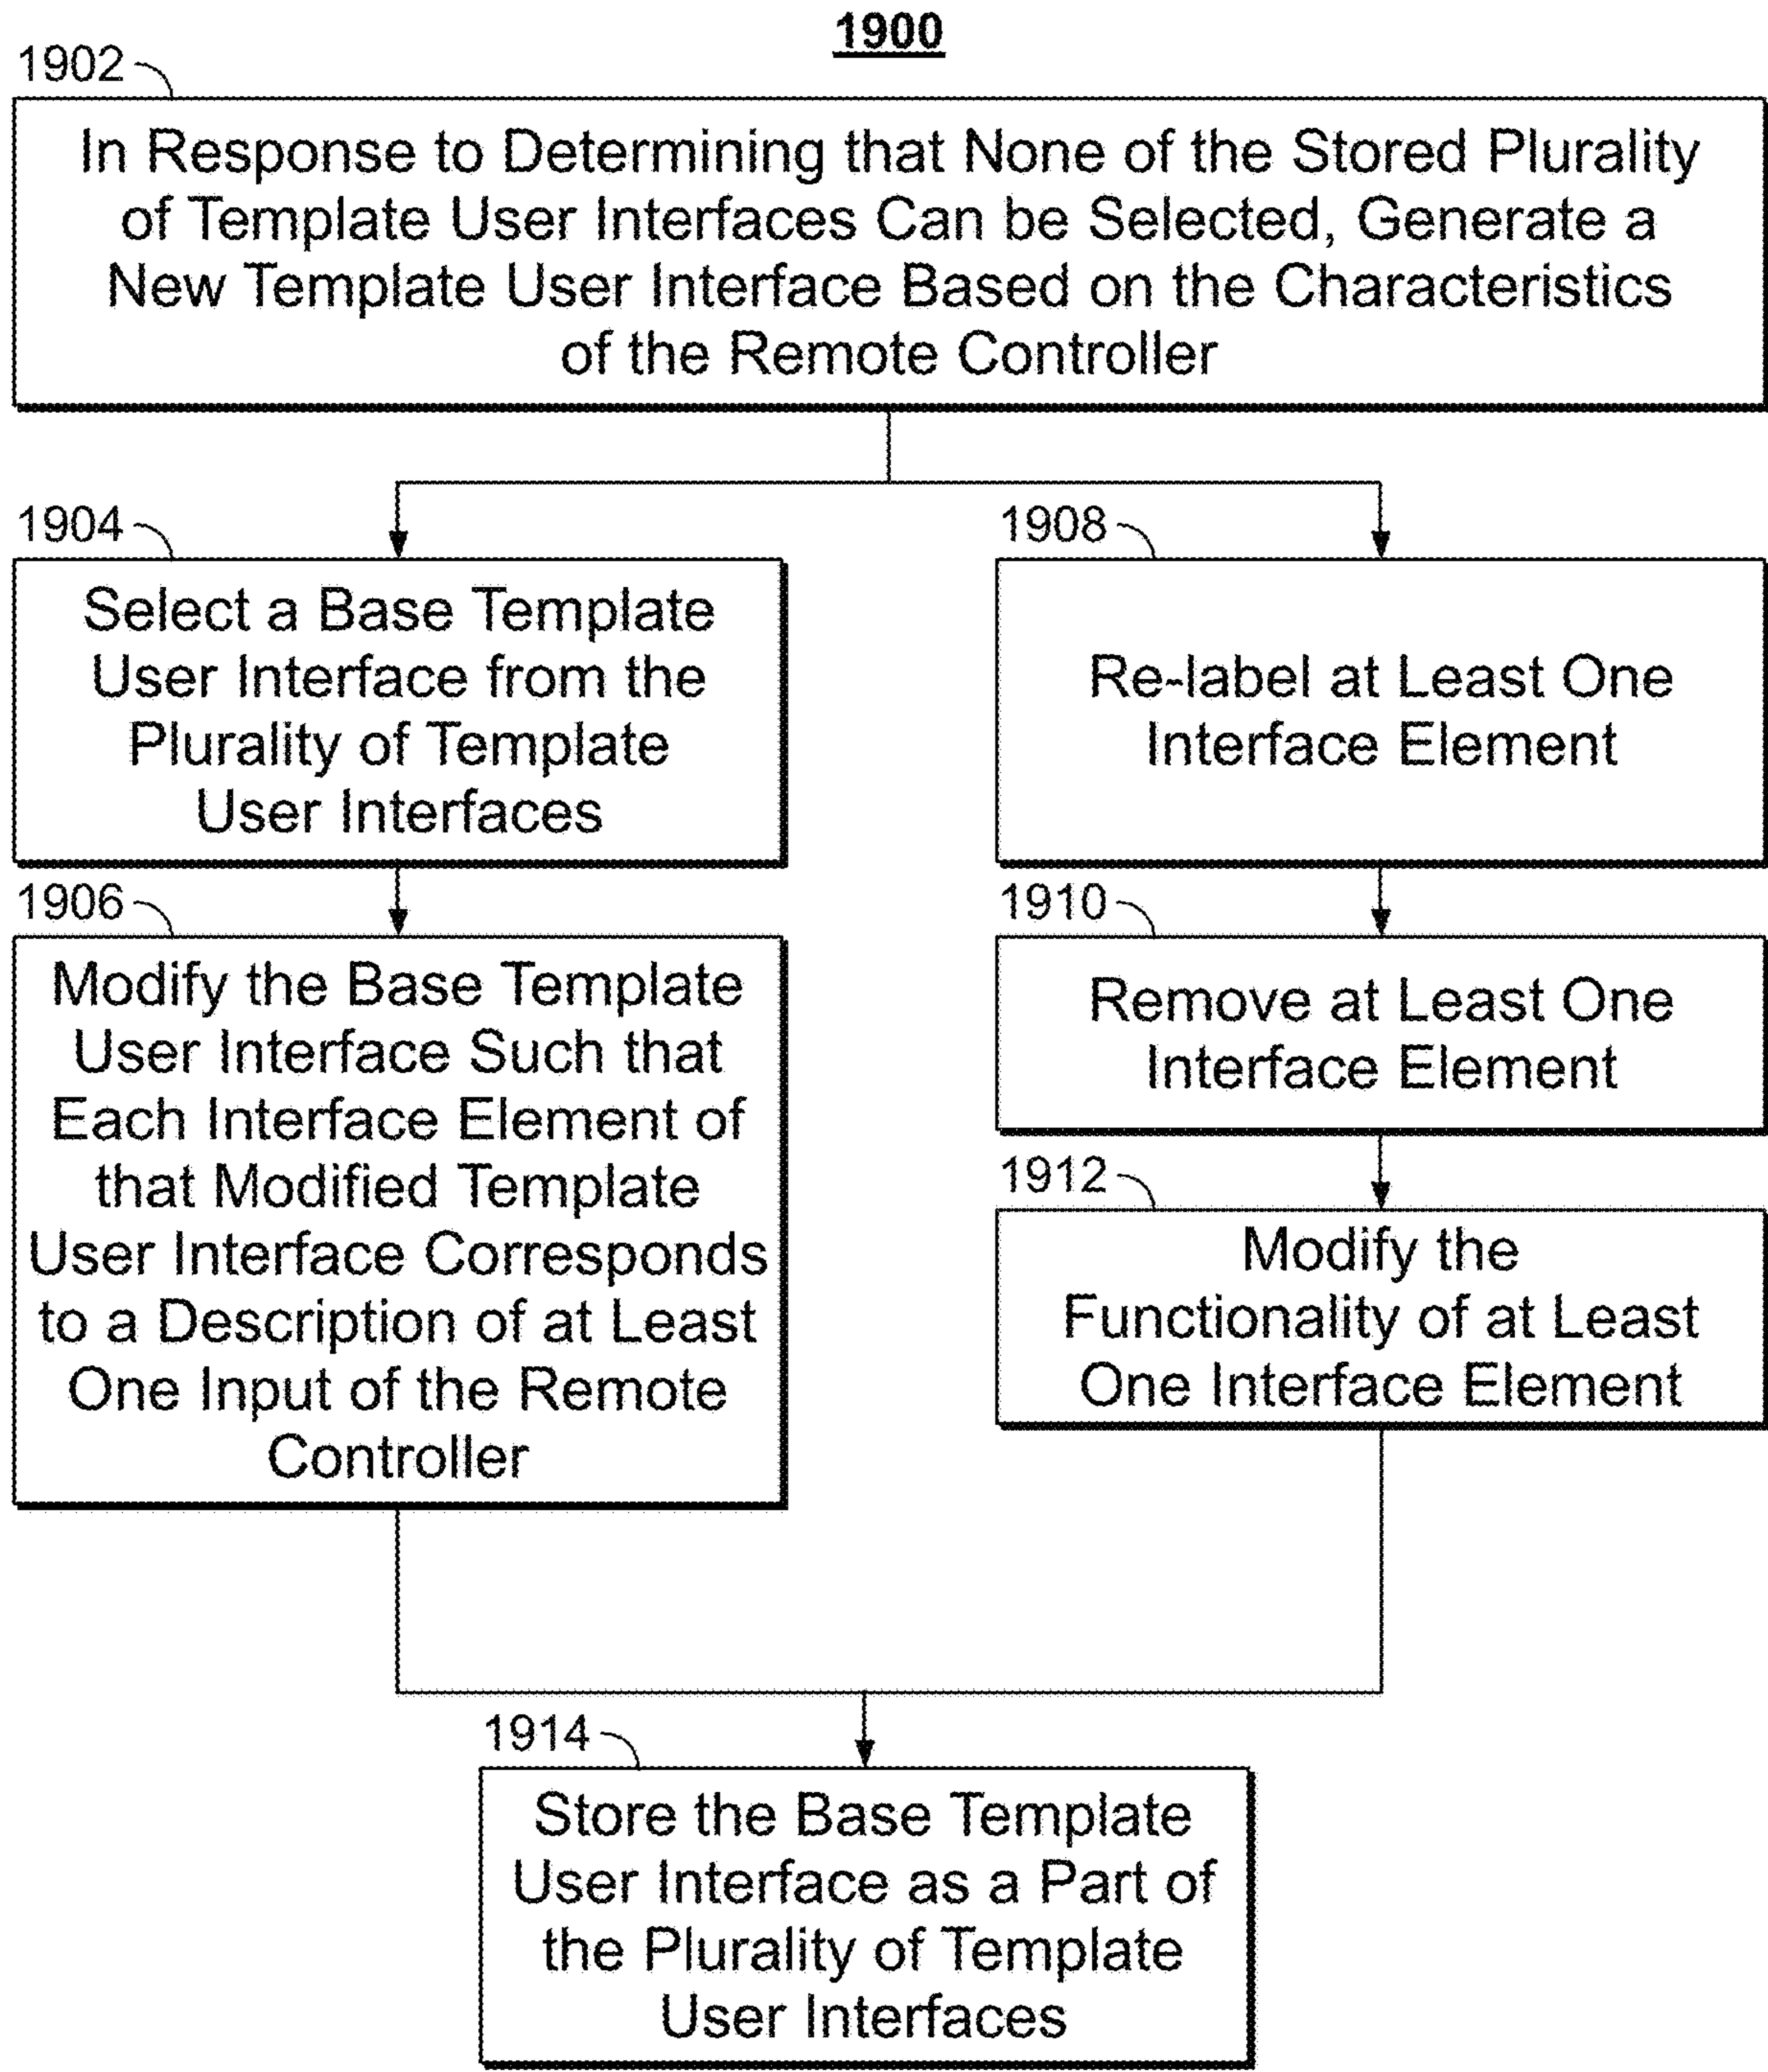 1900
1902
In Response to Determining that None of the Stored Plurality
of Template User Interfaces Can be Selected, Generate a
New Template User Interface Based on the Characteristics
of the Remote Controller
1904
Select a Base Template
User Interface from the
Plurality of Template
User Interfaces
1906
Modify the Base Template
User Interface Such that
Each Interface Element of
that Modified Template
User Interface Corresponds
to a Description of at Least
One Input of the Remote
Controller
1908
Re-label at Least One
Interface Element
1910
Remove at Least One
Interface Element
1912
Modify the
Functionality of at Least
One Interface Element
1914
Store the Base Template
User Interface as a Part of
the Plurality of Template
User Interfaces